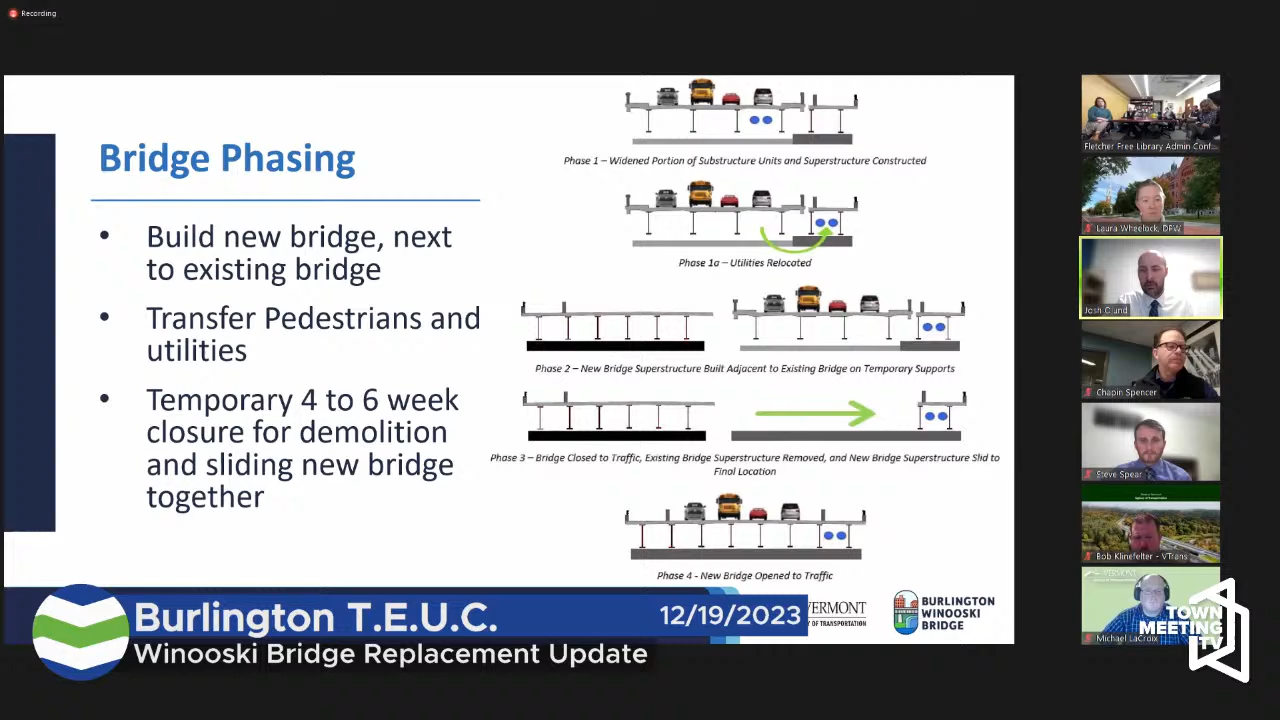 Recording
Bridge Phasing
Build new bridge, next
to existing bridge
Transfer Pedestrians and
utilities
Temporary 4 to 6 week
closure for demolition
and sliding new bridge
together
Phase 1 – Widened Portion of Substructure Units and Superstructure Constructed
Phase 1a – Utilities Relocated
Phase 2 – New Bridge Superstructure Built Adjacent to Existing Bridge on Temporary Supports
Phase 3 – Bridge Closed to Traffic, Existing Bridge Superstructure Removed, and New Bridge Superstructure Slid to
Final Location
Phase 4 - New Bridge Opened to Traffic
Fletcher Free Library Admin Conf...
Laura Wheelock, DPW
Josh Olund
Chapin Spencer
Steve Spear
Bob Klinefelter - VTrans
Michael LaCroix
Burlington T.E.U.C.
12/19/2023
Winooski Bridge Replacement Update
VERMONT
OF TRANSPORTATION
BURLINGTON
WINOOSKI
BRIDGE
TOWN
MEETING
TV